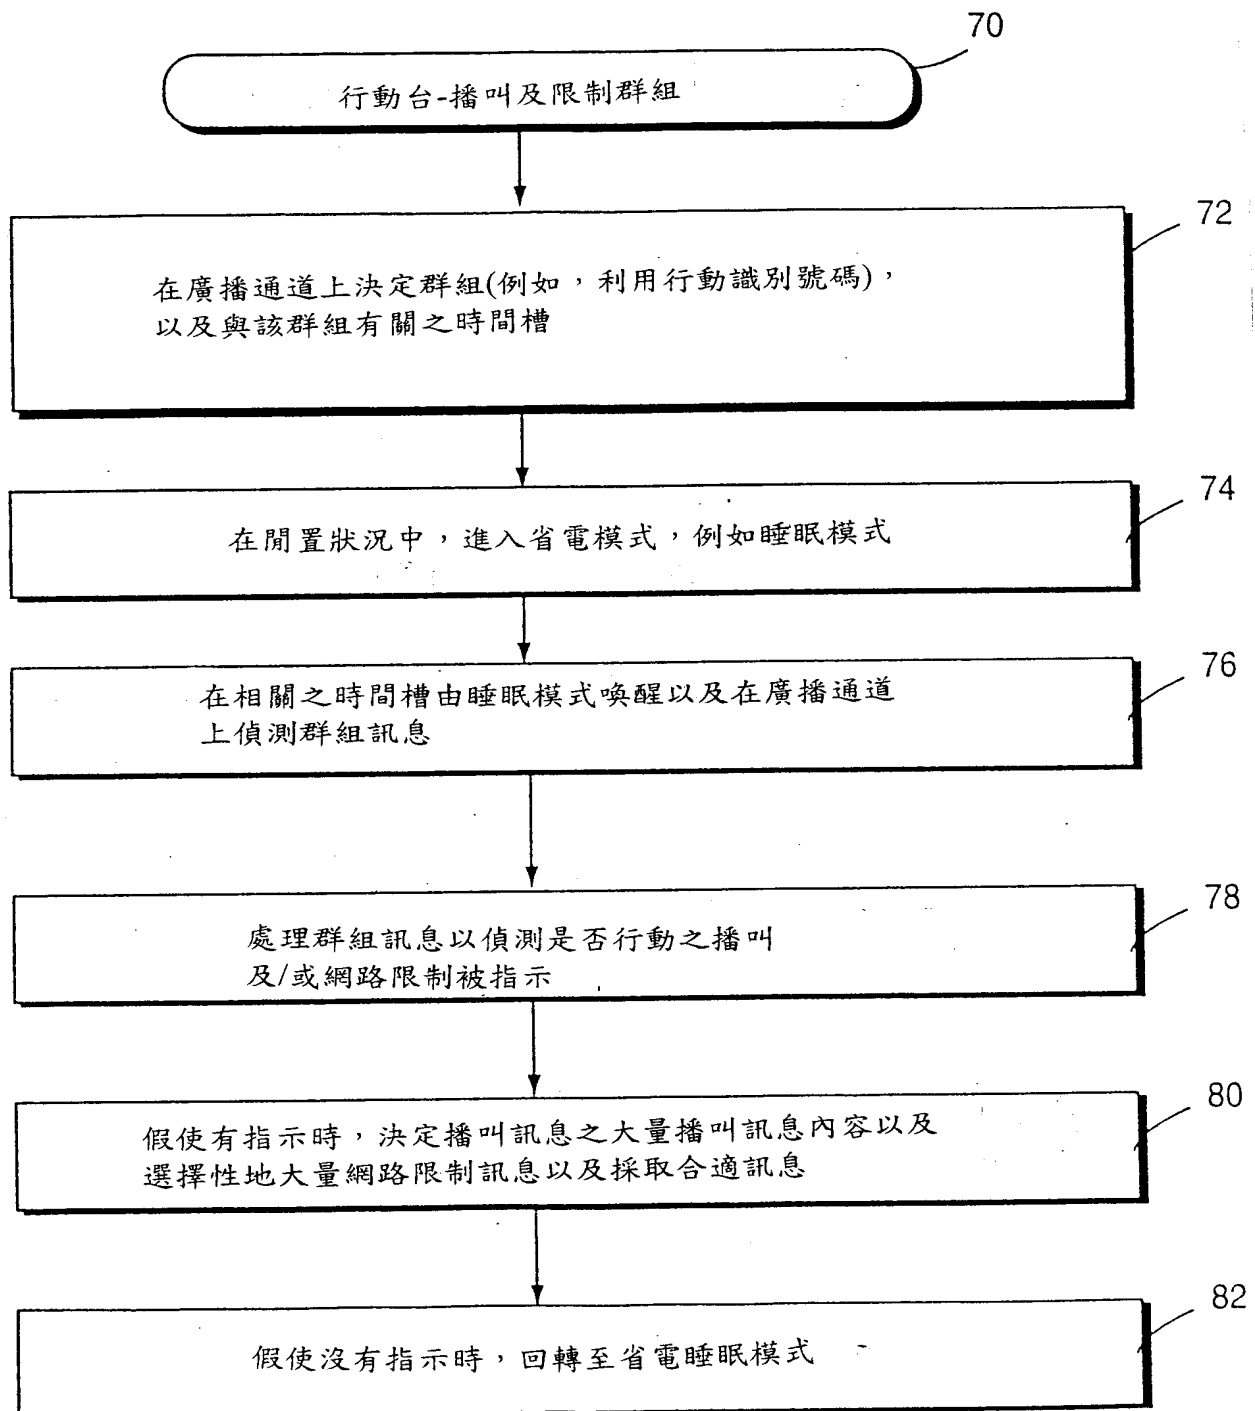 70
行動台-播叫及限制群組
72
在廣播通道上決定群組(例如，利用行動識別號碼)，
以及與該群組有關之時間槽
74
在閒置狀況中，進入省電模式，例如睡眠模式
76
在相關之時間槽由睡眠模式喚醒以及在廣播通道
上偵測群組訊息
78
處理群組訊息以偵測是否行動之播叫
及/或網路限制被指示
80
假使有指示時，決定播叫訊息之大量播叫訊息內容以及
選擇性地大量網路限制訊息以及採取合適訊息
82
假使沒有指示時，回轉至省電睡眠模式